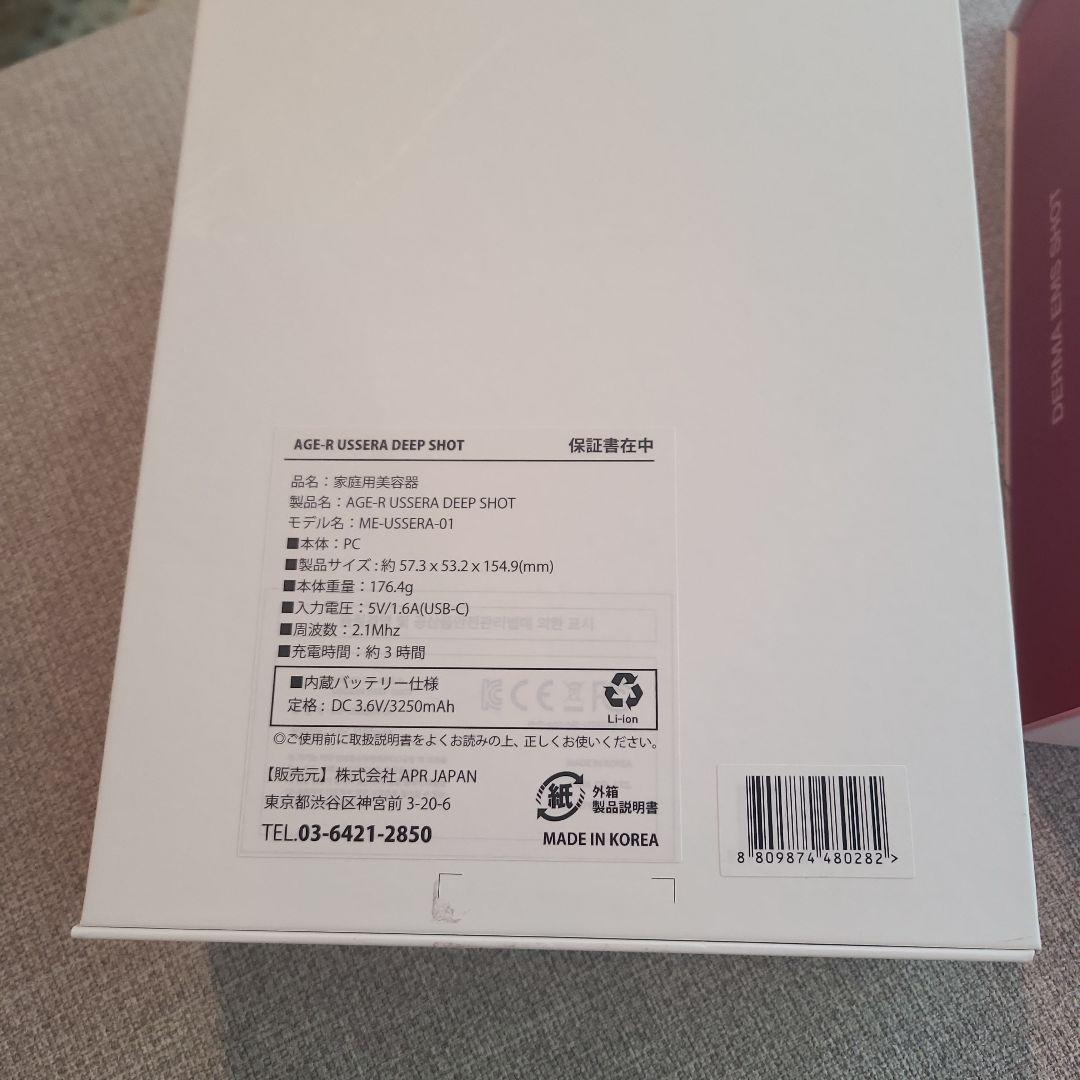 AGE-R USSERA DEEP SHOT 保証書在中
品名：家庭用美容器
製品名：AGE-R USSERA DEEP SHOT
モデル名：ME-USSERA-01
■本体：PC
■製品サイズ : 約 57.3 x 53.2 x 154.9(mm)
■本体重量：176.4g
■入力電圧：5V/1.6A(USB-C)
■周波数：2.1Mhz
■充電時間：約 3 時間
■内蔵バッテリー仕様
定格 : DC 3.6V/3250mAh
Li-ion
◎ご使用前に取扱説明書をよくお読みの上、正しくお使いください。
【販売元】株式会社 APR JAPAN
東京都渋谷区神宮前 3-20-6
TEL.03-6421-2850
紙
外箱
製品説明書
MADE IN KOREA
8 809874 480282 >
DERMA EMS SHOT